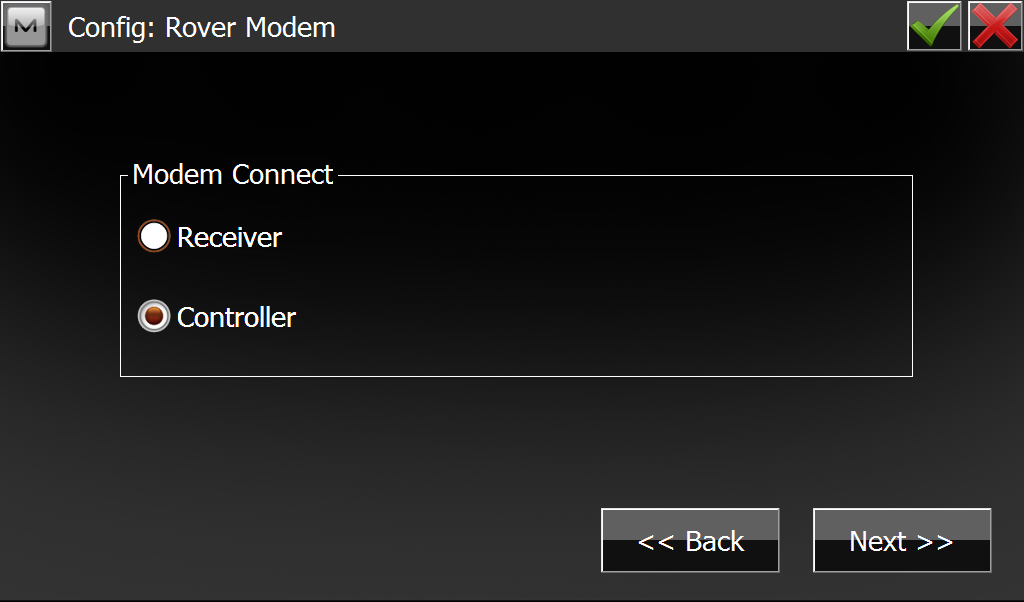 M Config: Rover Modem
Modem Connect
Receiver
Controller
<< Back Next >>